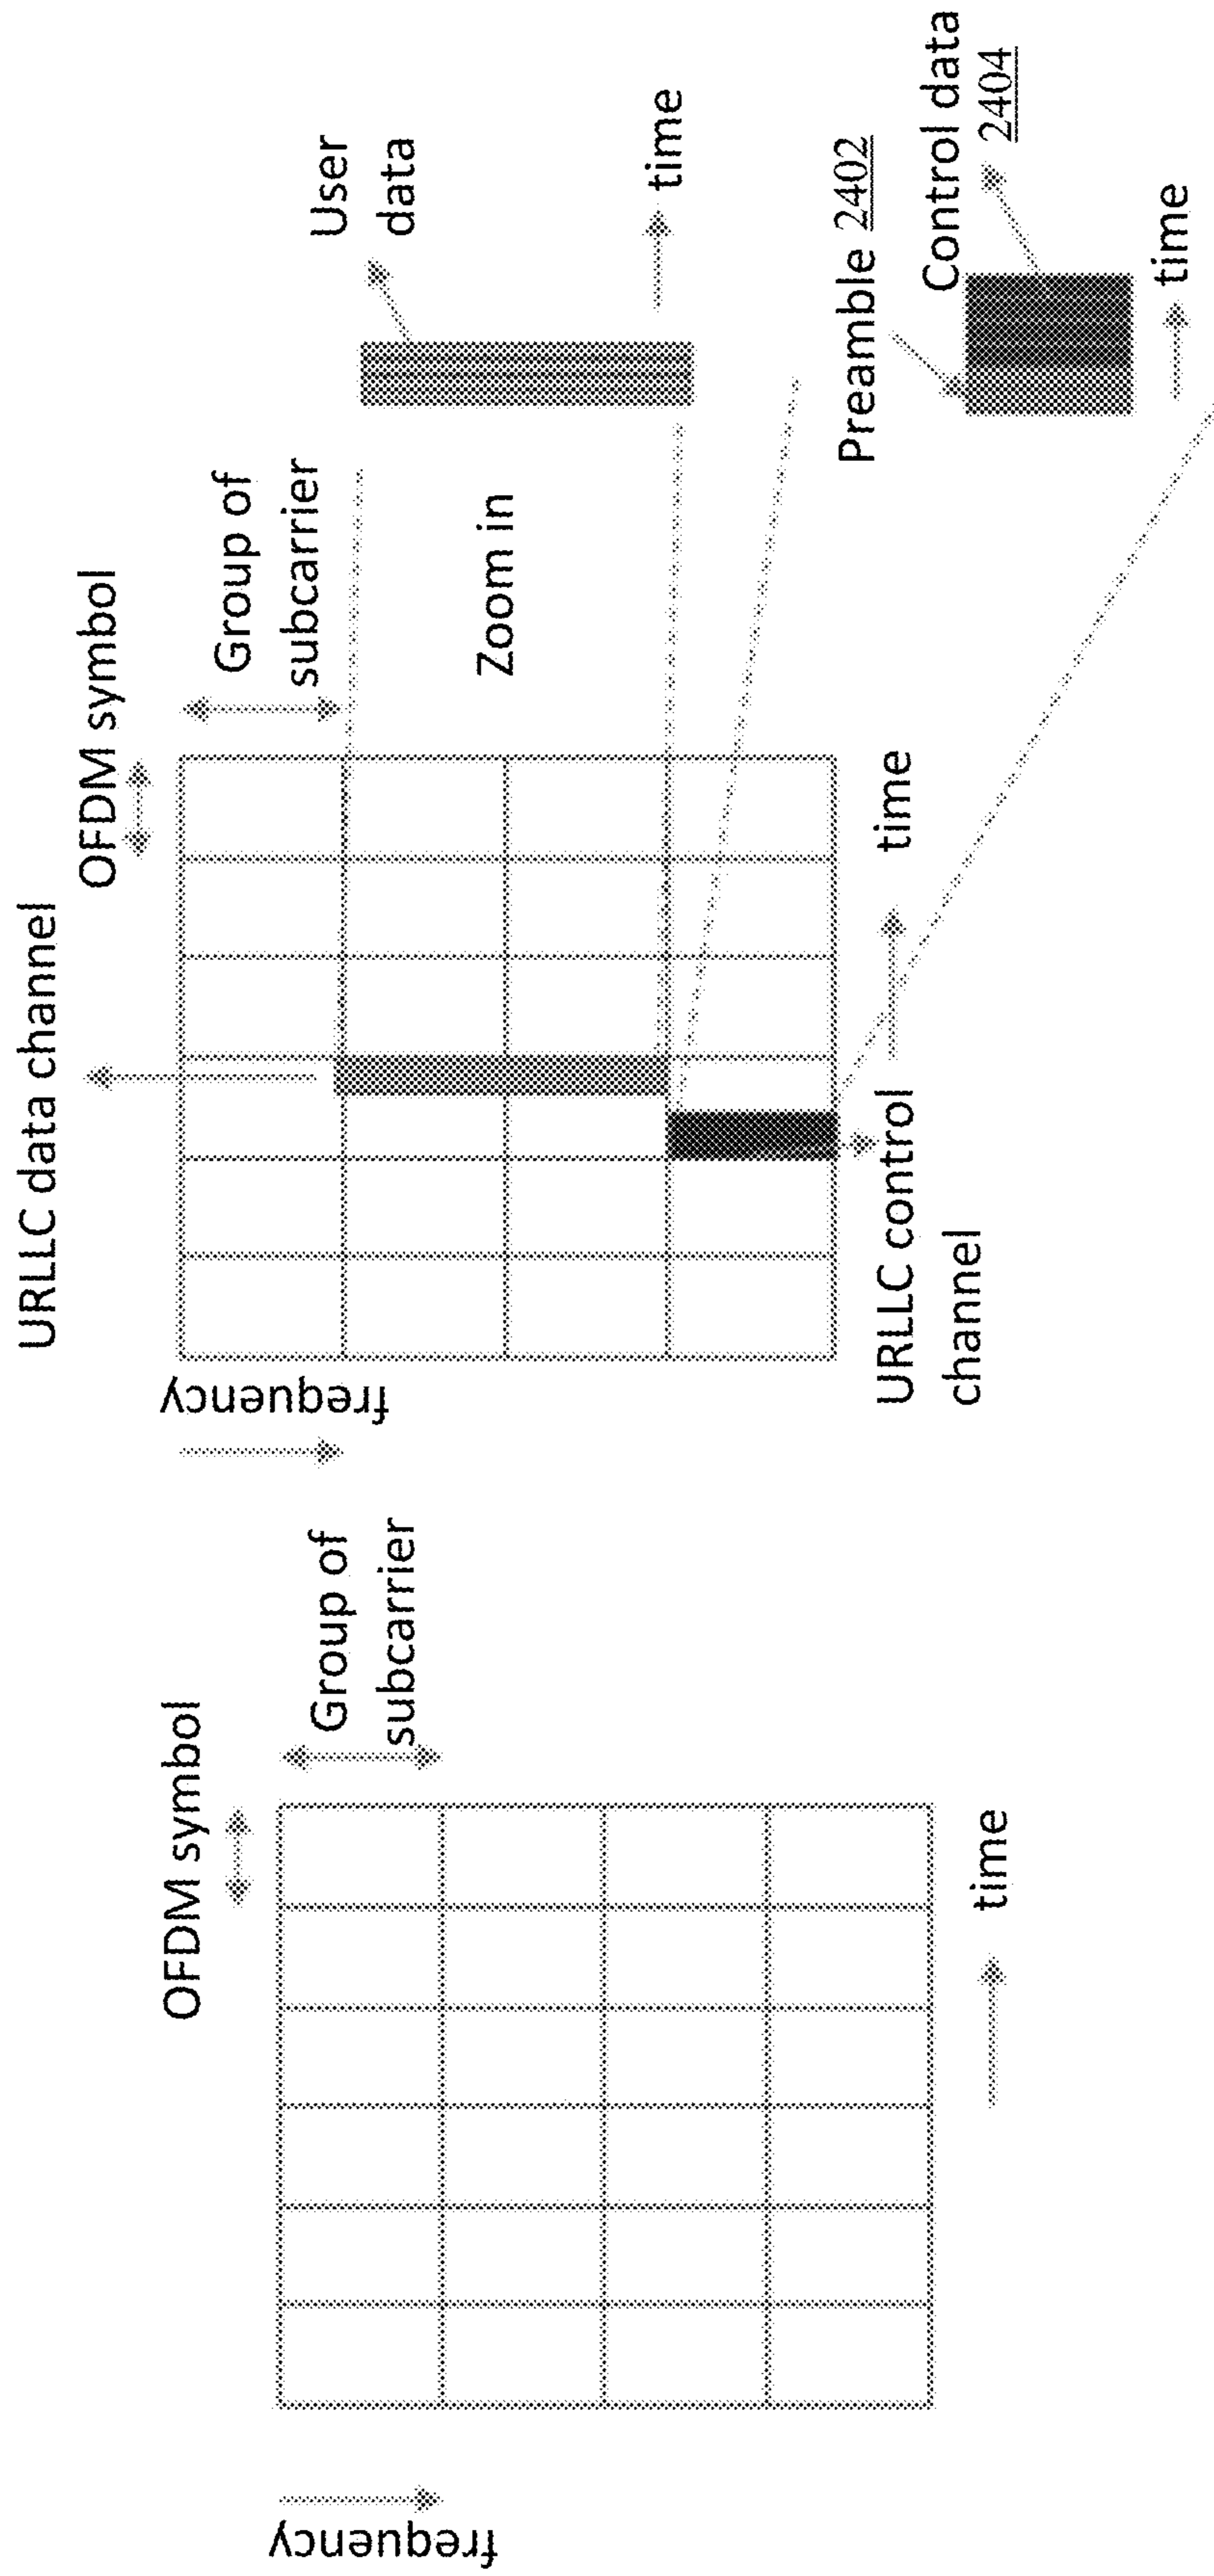 OFDM symbol
Group of
subcarrier
frequency
time
URLLC data channel
OFDM symbol
Group of
subcarrier
frequency
Zoom in
time
URLLC control
channel
User
data
time
Preamble 2402
Control data
2404
time